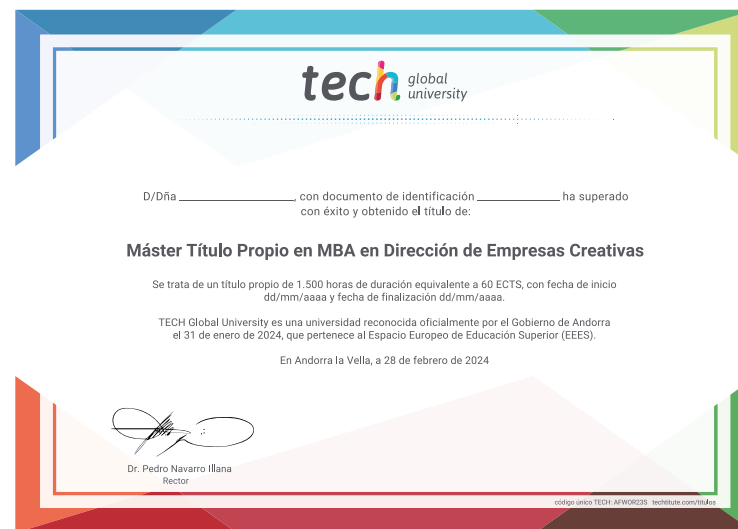 tech global university
D/Dña ____________________, con documento de identificación ______________ ha superado
con éxito y obtenido el título de:
Máster Título Propio en MBA en Dirección de Empresas Creativas
Se trata de un título propio de 1.500 horas de duración equivalente a 60 ECTS, con fecha de inicio
dd/mm/aaaa y fecha de finalización dd/mm/aaaa.
TECH Global University es una universidad reconocida oficialmente por el Gobierno de Andorra
el 31 de enero de 2024, que pertenece al Espacio Europeo de Educación Superior (EEES).
En Andorra la Vella, a 28 de febrero de 2024
Dr. Pedro Navarro Illana
Rector
código único TECH: AFWOR23S techtitute.com/titulos